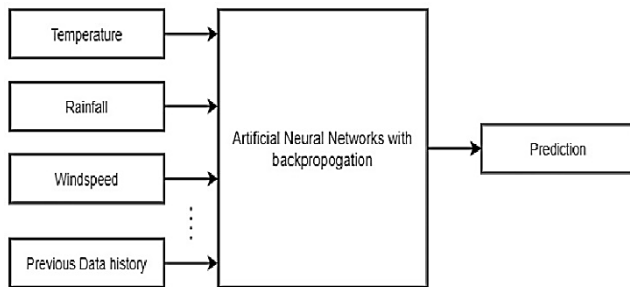 Temperature
Rainfall
Windspeed
Previous Data history
Artificial Neural Networks with
backpropogation
Prediction